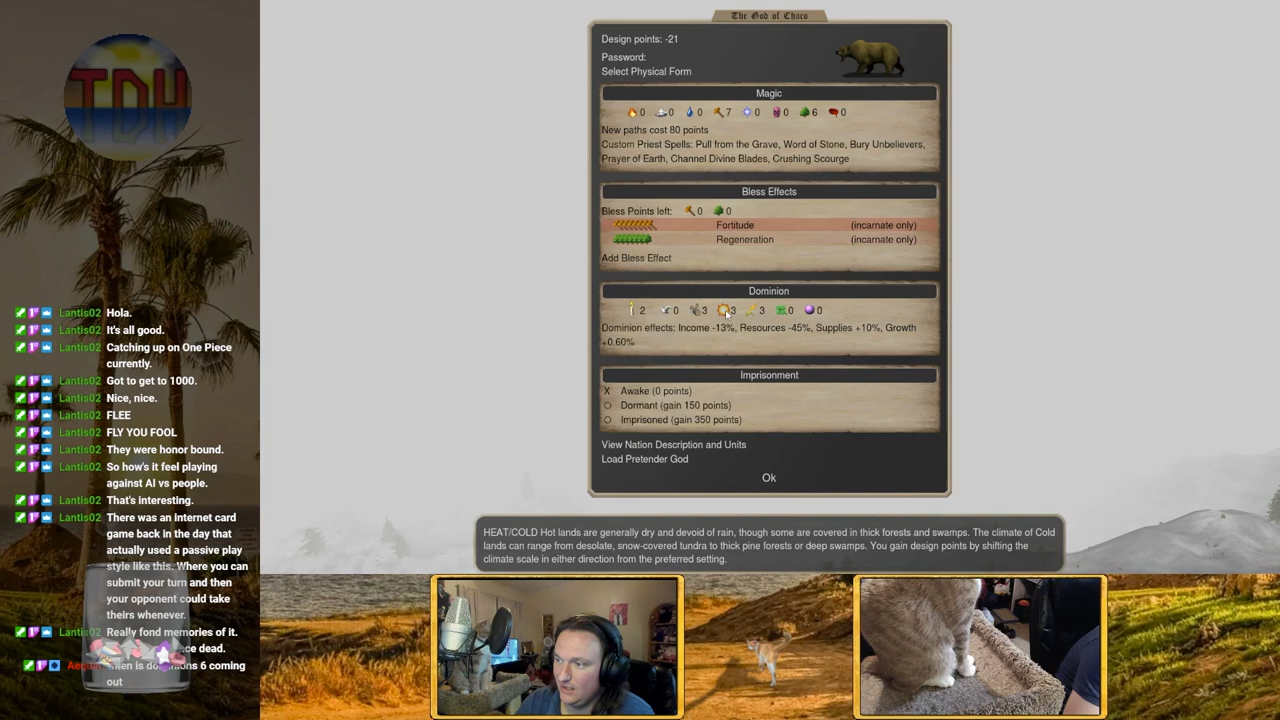 The God of Chaco
Design points: -21
Password:
Select Physical Form
Magic
0 0 0 7 0 0 6 0
New paths cost 80 points
Custom Priest Spells: Pull from the Grave, Word of Stone, Bury Unbelievers,
Prayer of Earth, Channel Divine Blades, Crushing Scourge
Bless Effects
Bless Points left: 0 0
Fortitude (incarnate only)
Regeneration (incarnate only)
Add Bless Effect
Dominion
2 0 3 3 3 0 0
Dominion effects: Income -13%, Resources -45%, Supplies +10%, Growth
+0.60%
Imprisonment
X Awake (0 points)
Dormant (gain 150 points)
Imprisoned (gain 350 points)
View Nation Description and Units
Load Pretender God
Ok
HEAT/COLD Hot lands are generally dry and devoid of rain, though some are covered in thick forests and swamps. The climate of Cold
lands can range from desolate, snow-covered tundra to thick pine forests or deep swamps. You gain design points by shifting the
climate scale in either direction from the preferred setting.
TDH
Lantis02 Hola.
Lantis02 It's all good.
Lantis02 Catching up on One Piece
currently.
Lantis02 Got to get to 1000.
Lantis02 Nice, nice.
Lantis02 FLEE
Lantis02 FLY YOU FOOL
Lantis02 They were honor bound.
Lantis02 So how's it feel playing
against AI vs people.
Lantis02 That's interesting.
Lantis02 There was an internet card
game back in the day that
actually used a passive play
style like this. Where you can
submit your turn and then
your opponent could take
theirs whenever.
Lantis02 Really fond memories of it.
dead.
6 coming
out